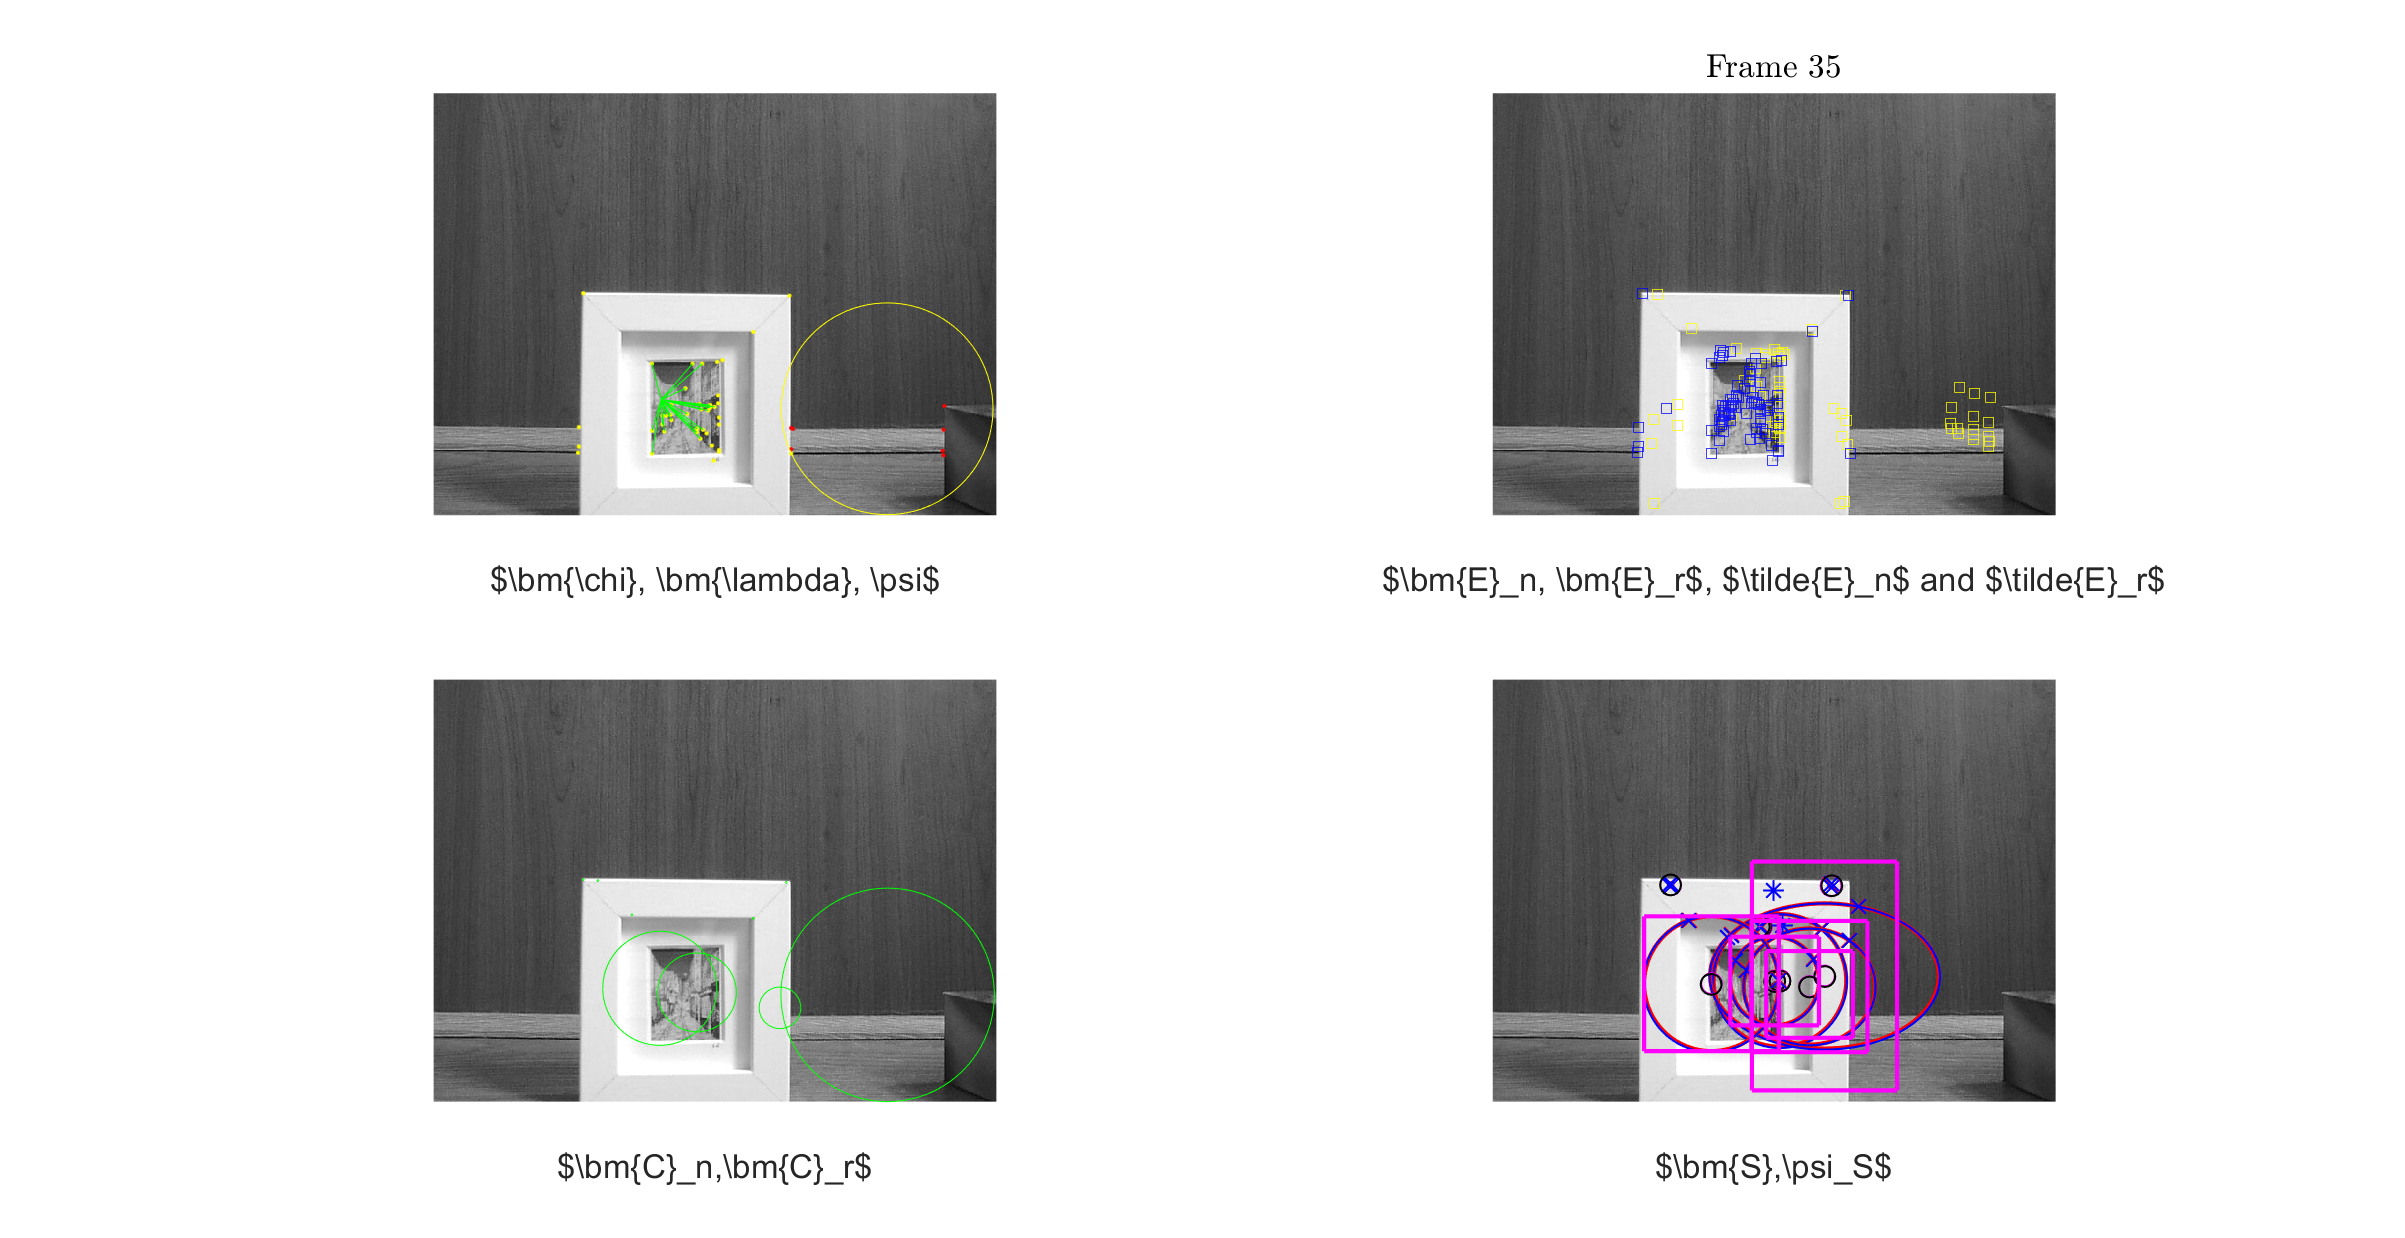 Frame 35
$\bm{\chi}, \bm{\lambda}, \psi$
$\bm{E}_n, \bm{E}_r$, $\tilde{E}_n$ and $\tilde{E}_r$
$\bm{C}_n,\bm{C}_r$
$\bm{S},\psi_S$